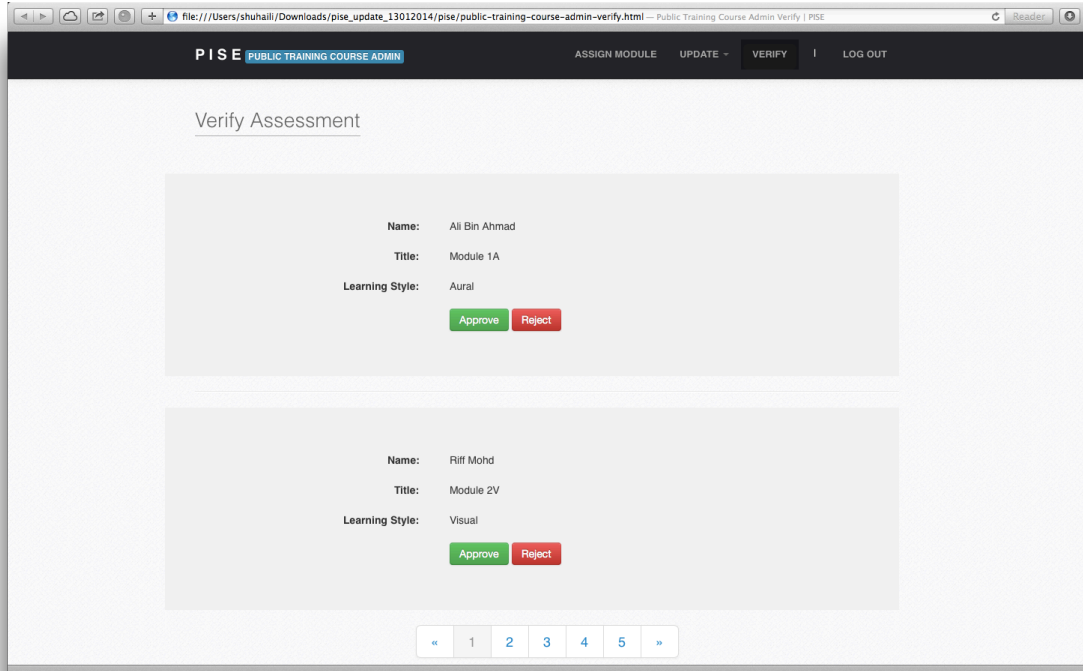 file:///Users/shuhaili/Downloads/pise_update_13012014/pise/public-training-course-admin-verify.html — Public Training Course Admin Verify | PISE Reader
PISE PUBLIC TRAINING COURSE ADMIN ASSIGN MODULE UPDATE VERIFY | LOG OUT
Verify Assessment
Name: Ali Bin Ahmad
Title: Module 1A
Learning Style: Aural
Approve Reject
Name: Riff Mohd
Title: Module 2V
Learning Style: Visual
Approve Reject
« 1 2 3 4 5 »